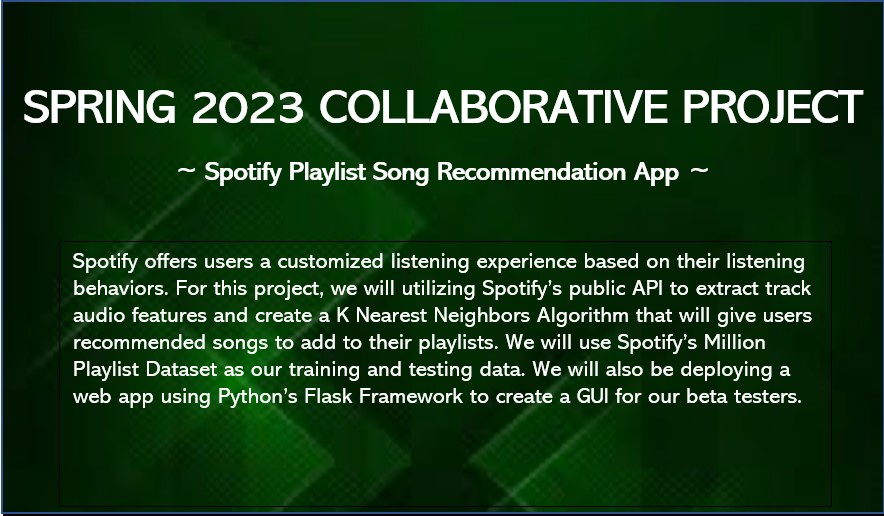 SPRING 2023 COLLABORATIVE PROJECT
~ Spotify Playlist Song Recommendation App ~
Spotify offers users a customized listening experience based on their listening
behaviors. For this project, we will utilizing Spotify's public API to extract track
audio features and create a K Nearest Neighbors Algorithm that will give users
recommended songs to add to their playlists. We will use Spotify's Million
Playlist Dataset as our training and testing data. We will also be deploying a
web app using Python's Flask Framework to create a GUI for our beta testers.